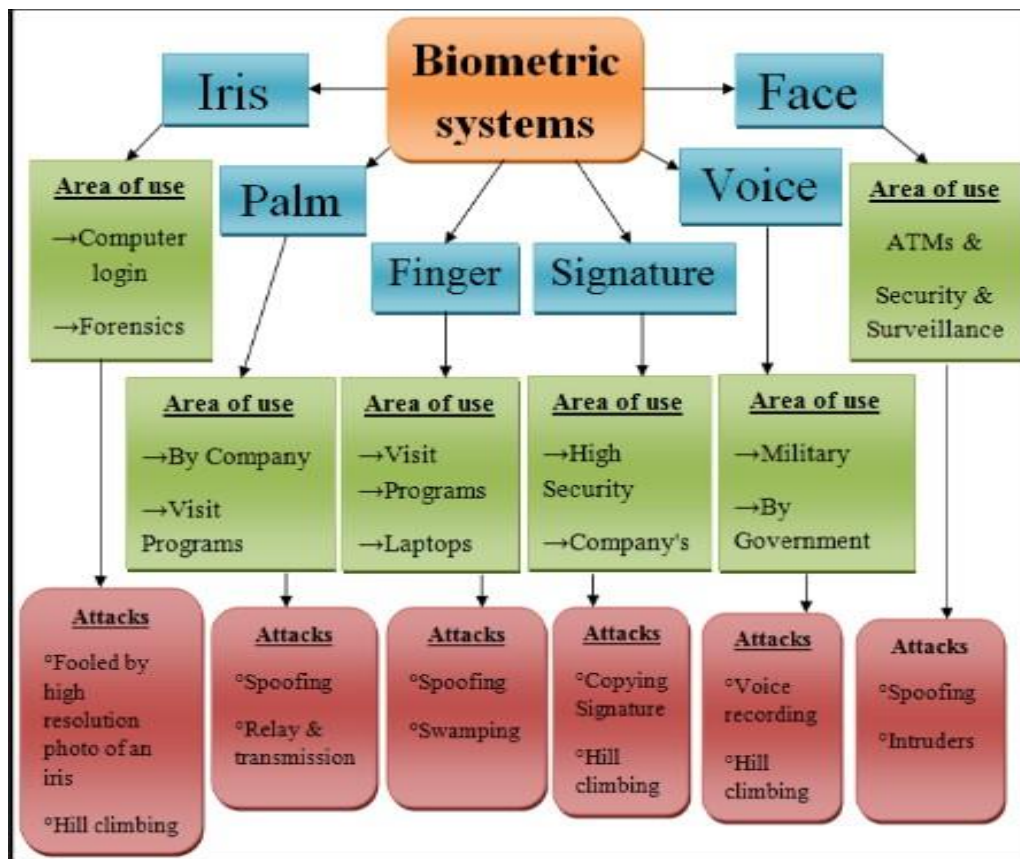 Biometric
systems
Iris
Face
Palm
Voice
Finger
Signature
Area of use
→Computer
login
→Forensics
Area of use
ATMs &
Security &
Surveillance
Area of use
→By Company
→Visit
Programs
Area of use
→Visit
→Programs
→Laptops
Area of use
→High
Security
→Company's
Area of use
→Military
→By
Government
Attacks
°Fooled by
high
resolution
photo of an
iris
°Hill climbing
Attacks
°Spoofing
°Relay &
transmission
Attacks
°Spoofing
°Swamping
Attacks
°Copying
Signature
°Hill
climbing
Attacks
°Voice
recording
°Hill
climbing
Attacks
°Spoofing
°Intruders